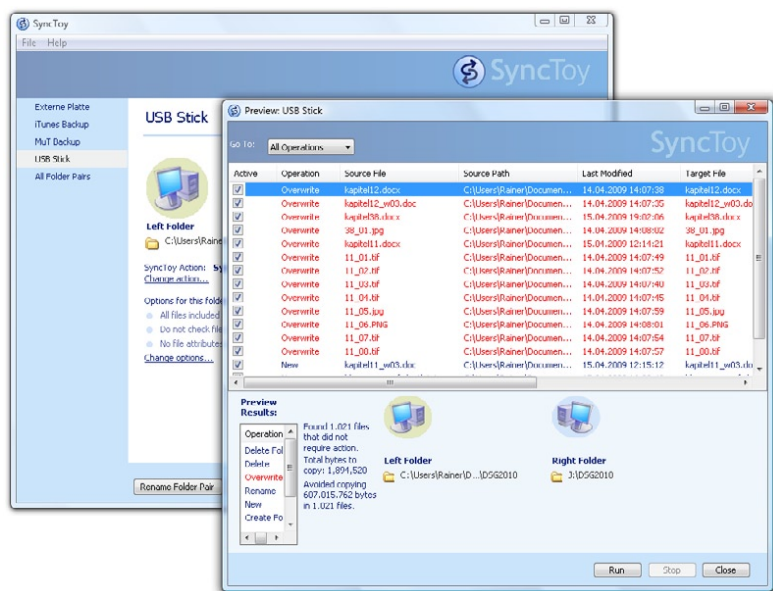 SyncToy
File Help
SyncToy
Externe Platte
iTunes Backup
MuT Backup
USB Stick
All Folder Pairs
USB Stick
Left Folder
C:\Users\Raine
SyncToy Action:
Change action...
Options for this folde
All files included
Do not check file
No file attributes
Change options...
Rename Folder Pair
Preview: USB Stick
Go To: All Operations
SyncToy
Active Operation Source File Source Path Last Modified Target File
Overwrite kapitel12.docx C:\Users\Rainer\Documen... 14.04.2009 14:07:38 kapitel12.docx
Overwrite kapitel12_w03.doc C:\Users\Rainer\Documen... 14.04.2009 14:07:35 kapitel12_w03.do
Overwrite kapitel38.docx C:\Users\Rainer\Documen... 15.04.2009 19:02:06 kapitel38.docx
Overwrite 38_01.jpg C:\Users\Rainer\Documen... 14.04.2009 14:08:02 38_01.jpg
Overwrite kapitel11.docx C:\Users\Rainer\Documen... 15.04.2009 12:14:21 kapitel11.docx
Overwrite 11_01.tif C:\Users\Rainer\Documen... 14.04.2009 14:07:49 11_01.tif
Overwrite 11_02.tif C:\Users\Rainer\Documen... 14.04.2009 14:07:52 11_02.tif
Overwrite 11_03.tif C:\Users\Rainer\Documen... 14.04.2009 14:07:40 11_03.tif
Overwrite 11_04.tif C:\Users\Rainer\Documen... 14.04.2009 14:07:45 11_04.tif
Overwrite 11_05.jpg C:\Users\Rainer\Documen... 14.04.2009 14:07:59 11_05.jpg
Overwrite 11_06.PNG C:\Users\Rainer\Documen... 14.04.2009 14:08:01 11_06.PNG
Overwrite 11_07.tif C:\Users\Rainer\Documen... 14.04.2009 14:07:54 11_07.tif
Overwrite 11_08.tif C:\Users\Rainer\Documen... 14.04.2009 14:07:57 11_08.tif
New kapitel11_w03.doc C:\Users\Rainer\Documen... 15.04.2009 12:15:12 kapitel11_w03.do
Preview
Results:
Operation
Delete Fol
Delete
Overwrite
Rename
New
Create Fo
Found 1.021 files
that did not
require action.
Total bytes to
copy: 1,894,520
Avoided copying
607.015.762 bytes
in 1.021 files.
Left Folder
C:\Users\Rainer\D...\DSG2010
Right Folder
J:\DSG2010
Run Stop Close